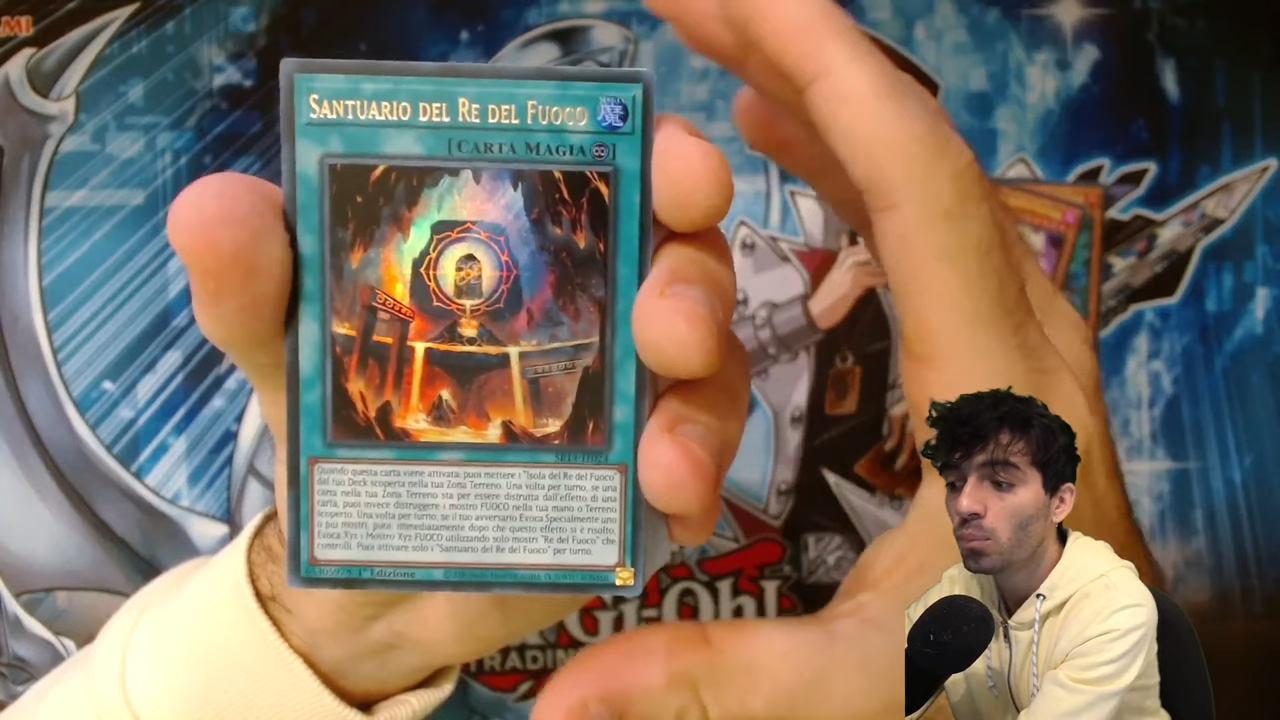 MI
SANTUARIO DEL RE DEL FUOCO
魔
[CARTA MAGIA]
Quando questa carta viene attivata: puoi mettere 1 "Isola del Re del Fuoco"
dal tuo Deck scoperta nella tua Zona Terreno. Una volta per turno, se una
carta nella tua Zona Terreno sta per essere distrutta dall'effetto di una
carta, puoi invece distruggere 1 mostro FUOCO nella tua mano o Terreno
scoperto. Una volta per turno, se il tuo avversario Evoca Specialmente uno
o più mostri, puoi, immediatamente dopo che questo effetto si è risolto,
Evoca Xyz 1 Mostro Xyz FUOCO utilizzando solo mostri "Re del Fuoco" che
controlli. Puoi attivare solo 1 "Santuario del Re del Fuoco" per turno.
1ª Edizione
GI-OH!
TRADIN